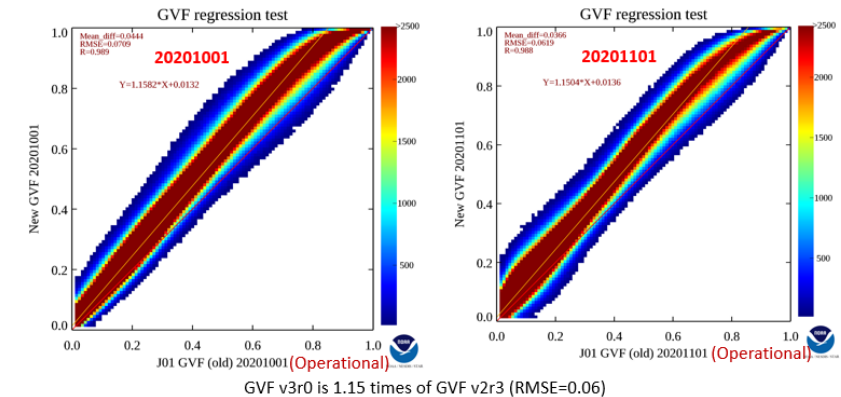 GVF regression test
Mean_diff=0.0444
RMSE=0.0709
R=0.989
20201001
Y=1.1582*X+0.0132
1.0
0.8
0.6
0.4
0.2
0.0
New GVF 20201001
0.0 0.2 0.4 0.6 0.8 1.0
J01 GVF (old) 20201001 (Operational)
>2500
2000
1500
1000
500
NOAA
GVF regression test
Mean_diff=0.0366
RMSE=0.0619
R=0.988
20201101
Y=1.1504*X+0.0136
1.0
0.8
0.6
0.4
0.2
0.0
New GVF 20201101
0.0 0.2 0.4 0.6 0.8 1.0
J01 GVF (old) 20201101 (Operational)
>2500
2000
1500
1000
500
NOAA
GVF v3r0 is 1.15 times of GVF v2r3 (RMSE=0.06)